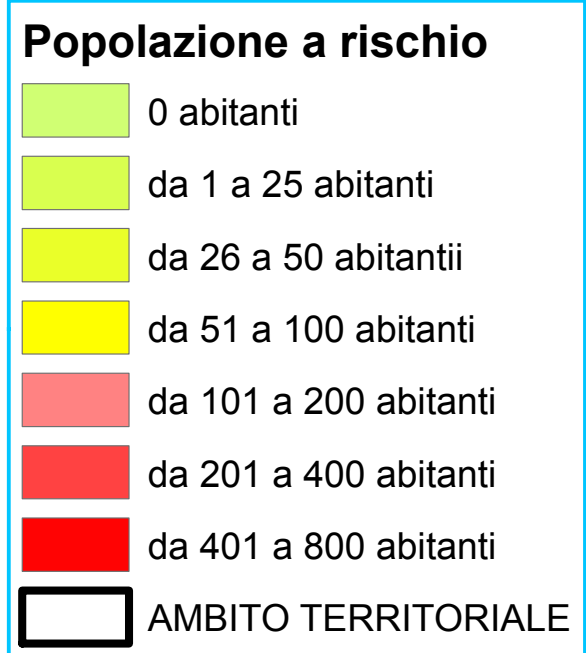 Popolazione a rischio
0 abitanti
da 1 a 25 abitanti
da 26 a 50 abitantii
da 51 a 100 abitanti
da 101 a 200 abitanti
da 201 a 400 abitanti
da 401 a 800 abitanti
AMBITO TERRITORIALE